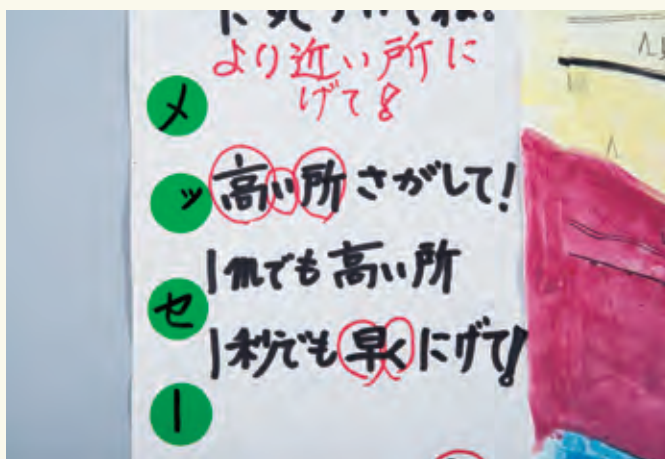 より近い所に
げて!
高い所さがして!
1mでも高い所
1秒でも早くにげて!
メ
ッ
セ
ー